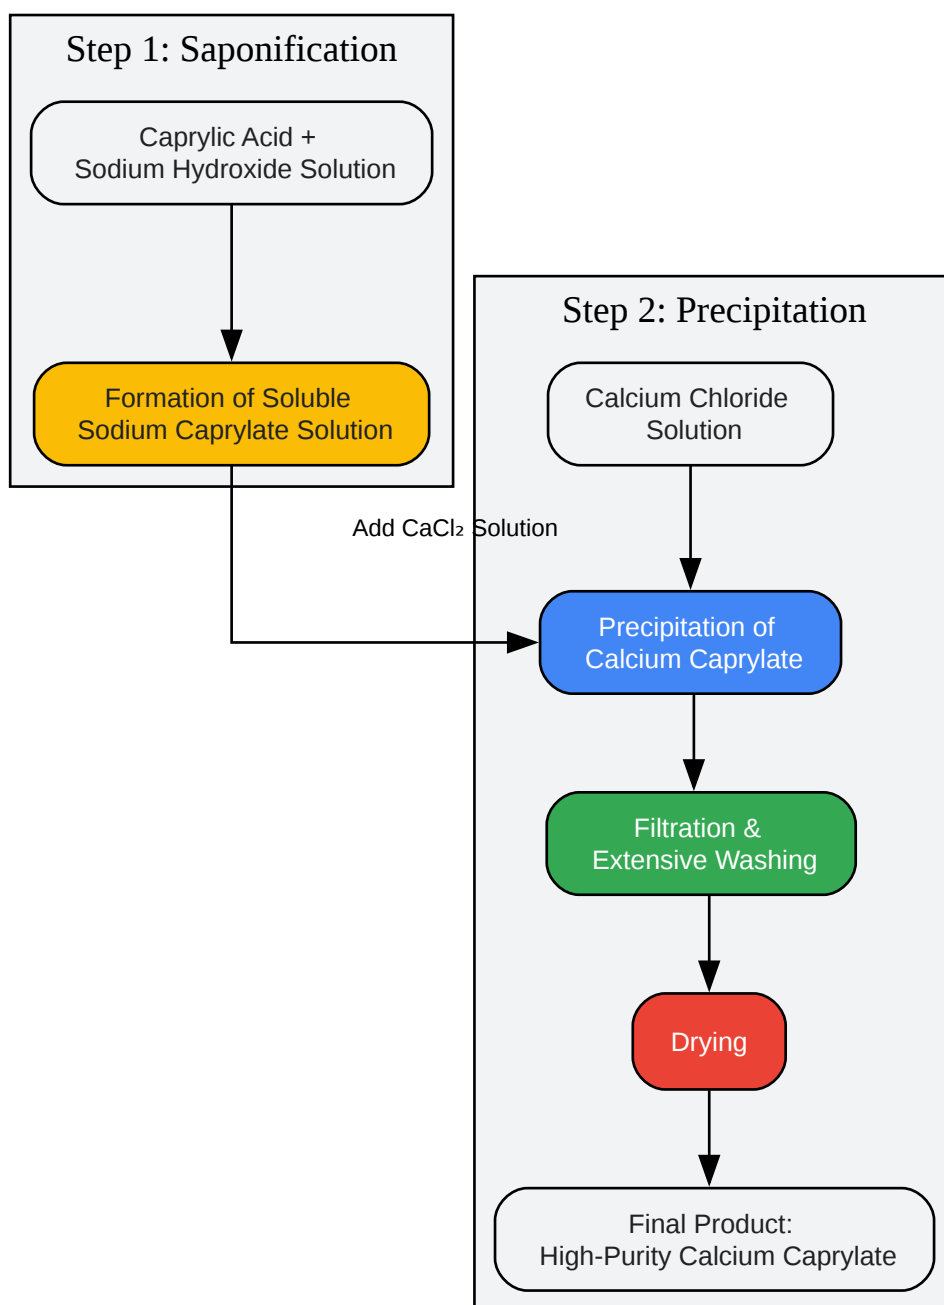 Step 1: Saponification
Caprylic Acid +
Sodium Hydroxide Solution
Formation of Soluble
Sodium Caprylate Solution
Add CaCl₂ Solution
Step 2: Precipitation
Calcium Chloride
Solution
Precipitation of
Calcium Caprylate
Filtration &
Extensive Washing
Drying
Final Product:
High-Purity Calcium Caprylate